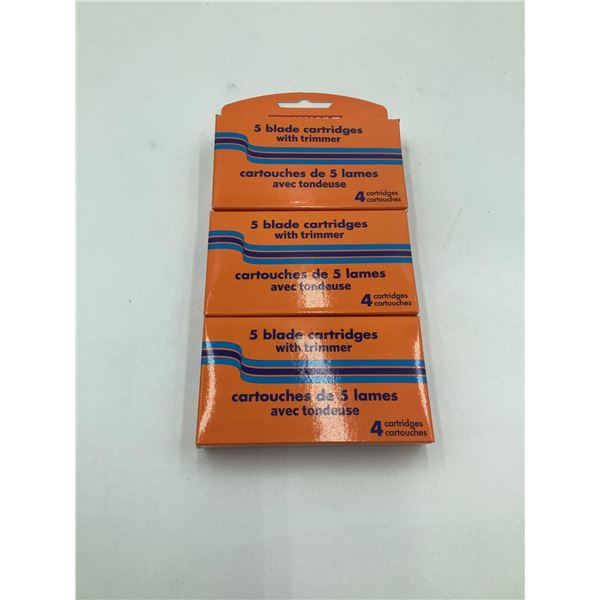 5 blade cartridges
with trimmer
cartouches de 5 lames
avec tondeuse
4 cartridges
cartouches
5 blade cartridges
with trimmer
cartouches de 5 lames
avec tondeuse
4 cartridges
cartouches
5 blade cartridges
with trimmer
cartouches de 5 lames
avec tondeuse
4 cartridges
cartouches